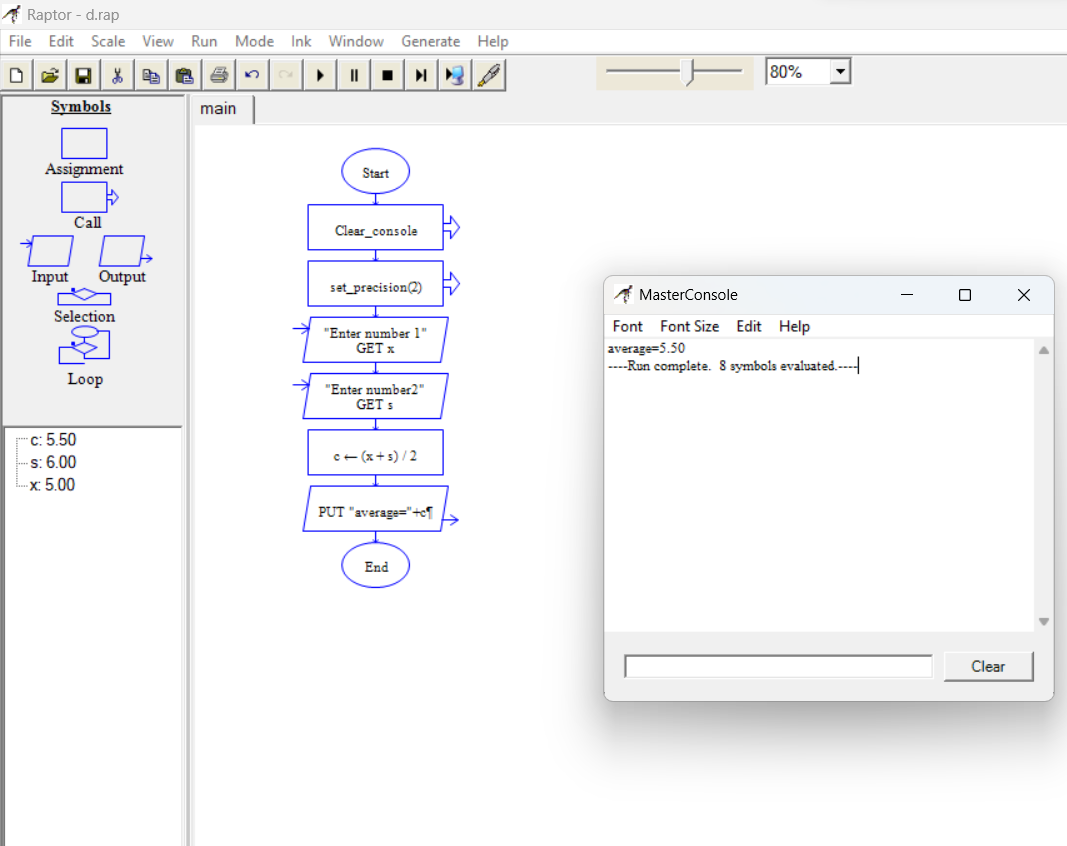 Raptor - d.rap
File Edit Scale View Run Mode Ink Window Generate Help
80%
Symbols
Assignment
Call
Input Output
Selection
Loop
c: 5.50
s: 6.00
x: 5.00
main
Start
Clear_console
set_precision(2)
"Enter number 1"
GET x
"Enter number2"
GET s
c ← (x + s) / 2
PUT "average="+c¶
End
MasterConsole
Font Font Size Edit Help
average=5.50
----Run complete.  8 symbols evaluated.----
Clear